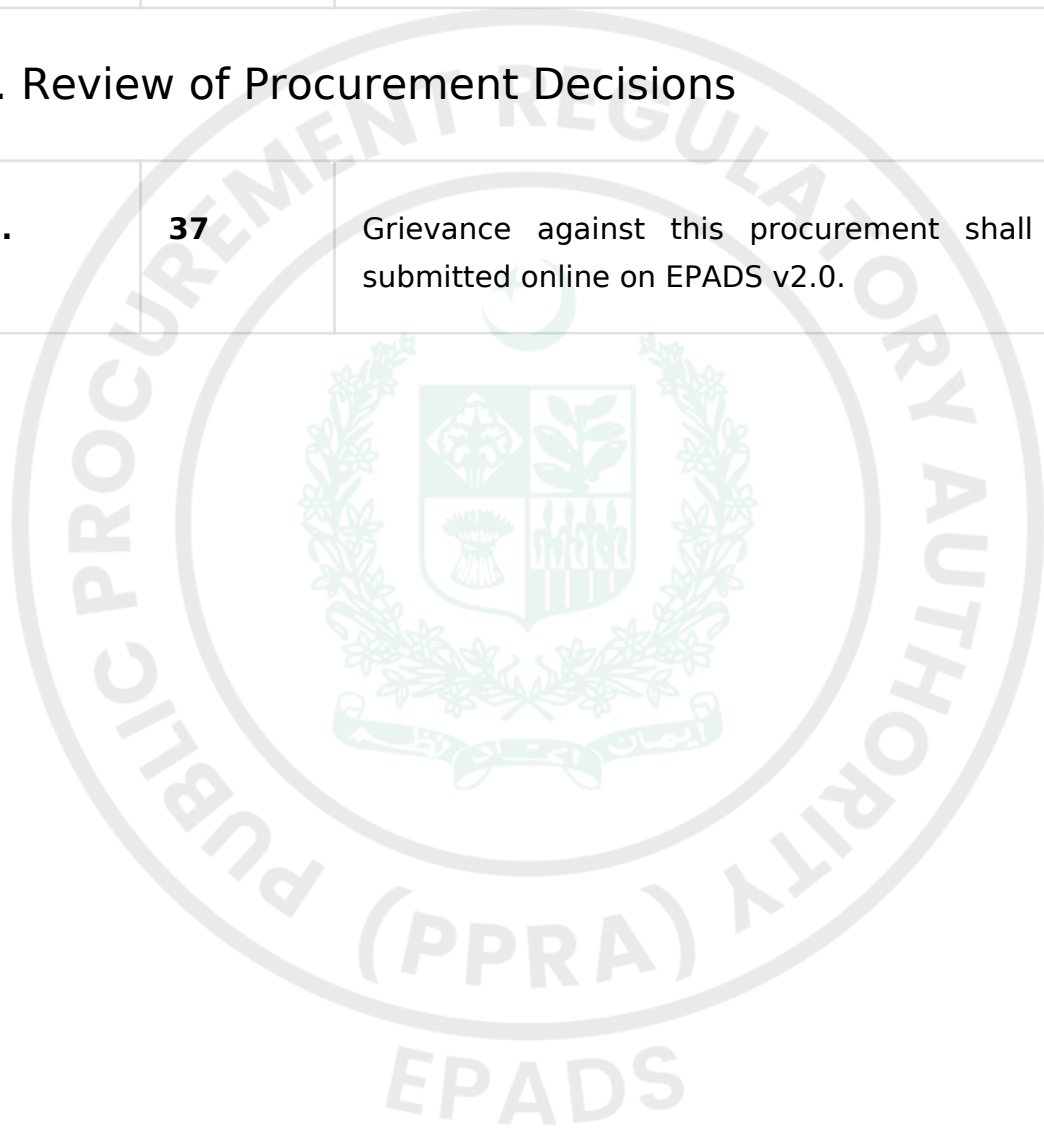 . Review of Procurement Decisions
. 37 Grievance against this procurement shall
submitted online on EPADS v2.0.
PUBLIC PROCUREMENT REGULATORY AUTHORITY
(PPRA)
EPADS